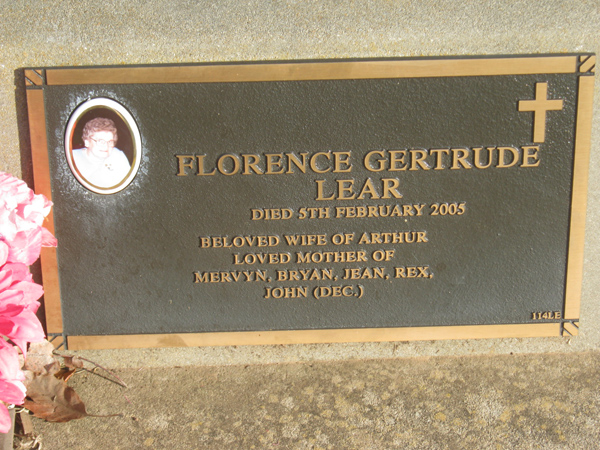 FLORENCE GERTRUDE
LEAR
DIED 5TH FEBRUARY 2005
BELOVED WIFE OF ARTHUR
LOVED MOTHER OF
MERVYN, BRYAN, JEAN, REX,
JOHN (DEC.)
114LE